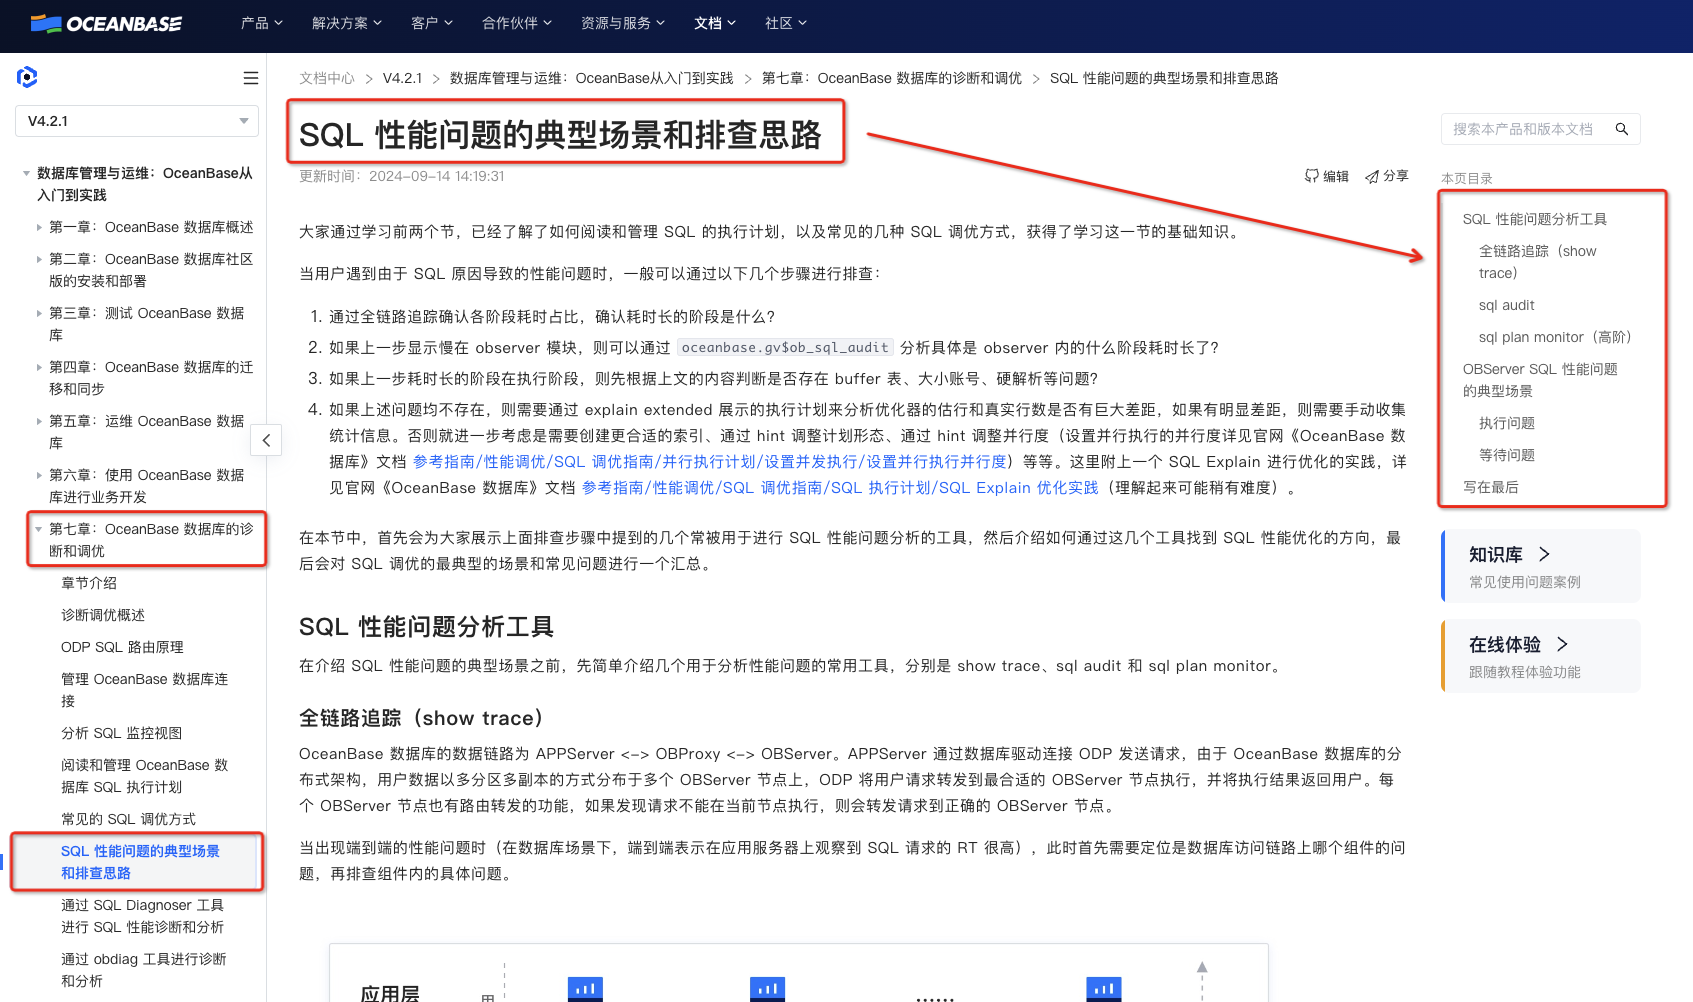 OCEANBASE
产品 解决方案 客户 合作伙伴 资源与服务 文档 社区
V4.2.1
数据库管理与运维：OceanBase从
入门到实践
第一章：OceanBase 数据库概述
第二章：OceanBase 数据库社区
版的安装和部署
第三章：测试 OceanBase 数据
库
第四章：OceanBase 数据库的迁
移和同步
第五章：运维 OceanBase 数据
库
第六章：使用 OceanBase 数据
库进行业务开发
第七章：OceanBase 数据库的诊
断和调优
章节介绍
诊断调优概述
ODP SQL 路由原理
管理 OceanBase 数据库连
接
分析 SQL 监控视图
阅读和管理 OceanBase 数
据库 SQL 执行计划
常见的 SQL 调优方式
SQL 性能问题的典型场景
和排查思路
通过 SQL Diagnoser 工具
进行 SQL 性能诊断和分析
通过 obdiag 工具进行诊断
和分析
文档中心 > V4.2.1 > 数据库管理与运维：OceanBase从入门到实践 > 第七章：OceanBase 数据库的诊断和调优 > SQL 性能问题的典型场景和排查思路
SQL 性能问题的典型场景和排查思路
更新时间：2024-09-14 14:19:31
编辑 分享
大家通过学习前两个节，已经了解了如何阅读和管理 SQL 的执行计划，以及常见的几种 SQL 调优方式，获得了学习这一节的基础知识。
当用户遇到由于 SQL 原因导致的性能问题时，一般可以通过以下几个步骤进行排查：
1. 通过全链路追踪确认各阶段耗时占比，确认耗时长的阶段是什么？
2. 如果上一步显示慢在 observer 模块，则可以通过 oceanbase.gv$ob_sql_audit 分析具体是 observer 内的什么阶段耗时长了？
3. 如果上一步耗时长的阶段在执行阶段，则先根据上文的内容判断是否存在 buffer 表、大小账号、硬解析等问题？
4. 如果上述问题均不存在，则需要通过 explain extended 展示的执行计划来分析优化器的估行和真实行数是否有巨大差距，如果有明显差距，则需要手动收集
统计信息。否则就进一步考虑是需要创建更合适的索引、通过 hint 调整计划形态、通过 hint 调整并行度（设置并行执行的并行度详见官网《OceanBase 数
据库》文档 参考指南/性能调优/SQL 调优指南/并行执行计划/设置并发执行/设置并行执行并行度）等等。这里附上一个 SQL Explain 进行优化的实践，详
见官网《OceanBase 数据库》文档 参考指南/性能调优/SQL 调优指南/SQL 执行计划/SQL Explain 优化实践（理解起来可能稍有难度）。
在本节中，首先会为大家展示上面排查步骤中提到的几个常被用于进行 SQL 性能问题分析的工具，然后介绍如何通过这几个工具找到 SQL 性能优化的方向，最
后会对 SQL 调优的最典型的场景和常见问题进行一个汇总。
SQL 性能问题分析工具
在介绍 SQL 性能问题的典型场景之前，先简单介绍几个用于分析性能问题的常用工具，分别是 show trace、sql audit 和 sql plan monitor。
全链路追踪（show trace）
OceanBase 数据库的数据链路为 APPServer <-> OBProxy <-> OBServer。APPServer 通过数据库驱动连接 ODP 发送请求，由于 OceanBase 数据库的分
布式架构，用户数据以多分区多副本的方式分布于多个 OBServer 节点上，ODP 将用户请求转发到最合适的 OBServer 节点执行，并将执行结果返回用户。每
个 OBServer 节点也有路由转发的功能，如果发现请求不能在当前节点执行，则会转发请求到正确的 OBServer 节点。
当出现端到端的性能问题时（在数据库场景下，端到端表示在应用服务器上观察到 SQL 请求的 RT 很高），此时首先需要定位是数据库访问链路上哪个组件的问
题，再排查组件内的具体问题。
应用层
......
搜索本产品和版本文档
本页目录
SQL 性能问题分析工具
全链路追踪（show
trace）
sql audit
sql plan monitor（高阶）
OBServer SQL 性能问题
的典型场景
执行问题
等待问题
写在最后
知识库
常见使用问题案例
在线体验
跟随教程体验功能